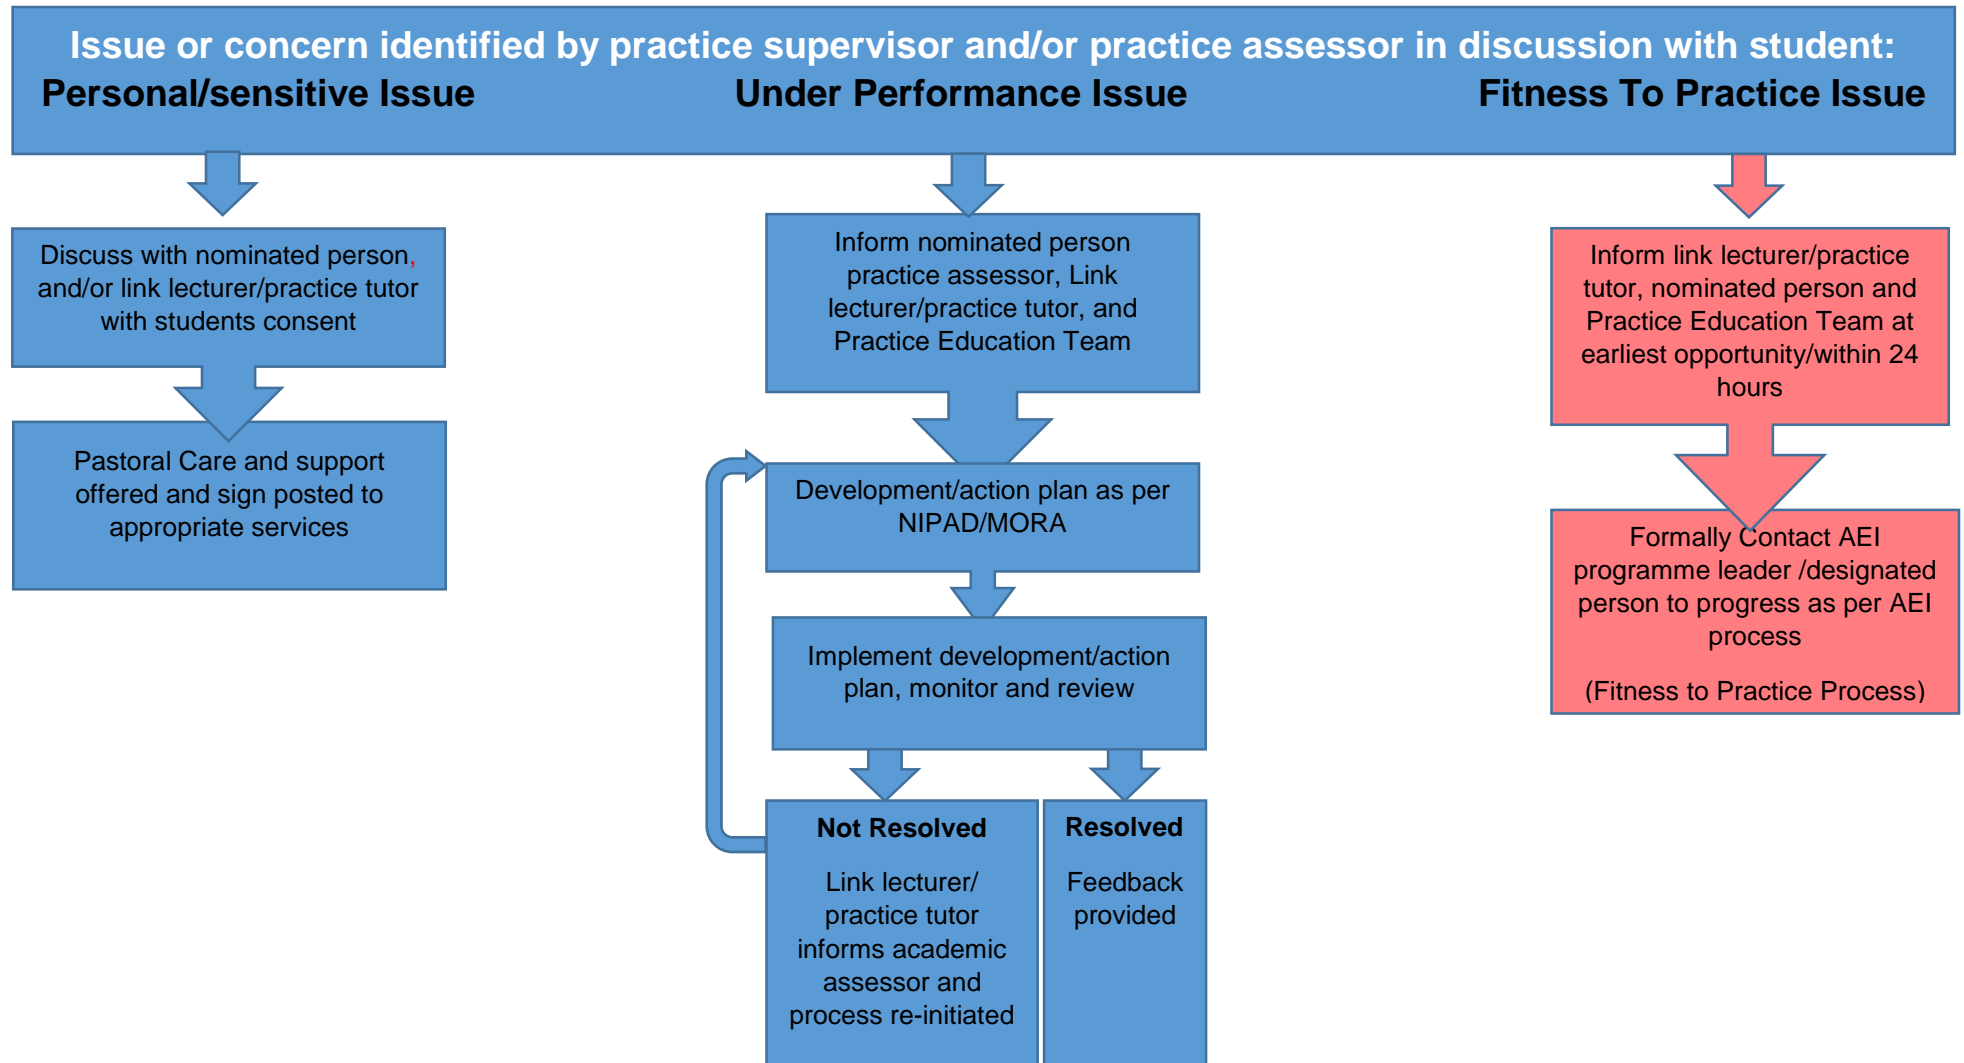 Issue or concern identified by practice supervisor and/or practice assessor in discussion with student:
Personal/sensitive Issue
Under Performance Issue
Fitness To Practice Issue
Discuss with nominated person,
and/or link lecturer/practice tutor
with students consent
Pastoral Care and support
offered and sign posted to
appropriate services
Inform nominated person
practice assessor, Link
lecturer/practice tutor, and
Practice Education Team
Development/action plan as per
NIPAD/MORA
Implement development/action
plan, monitor and review
Not Resolved
Link lecturer/
practice tutor
informs academic
assessor and
process re-initiated
Resolved
Feedback
provided
Inform link lecturer/practice
tutor, nominated person and
Practice Education Team at
earliest opportunity/within 24
hours
Formally Contact AEI
programme leader /designated
person to progress as per AEI
process
(Fitness to Practice Process)